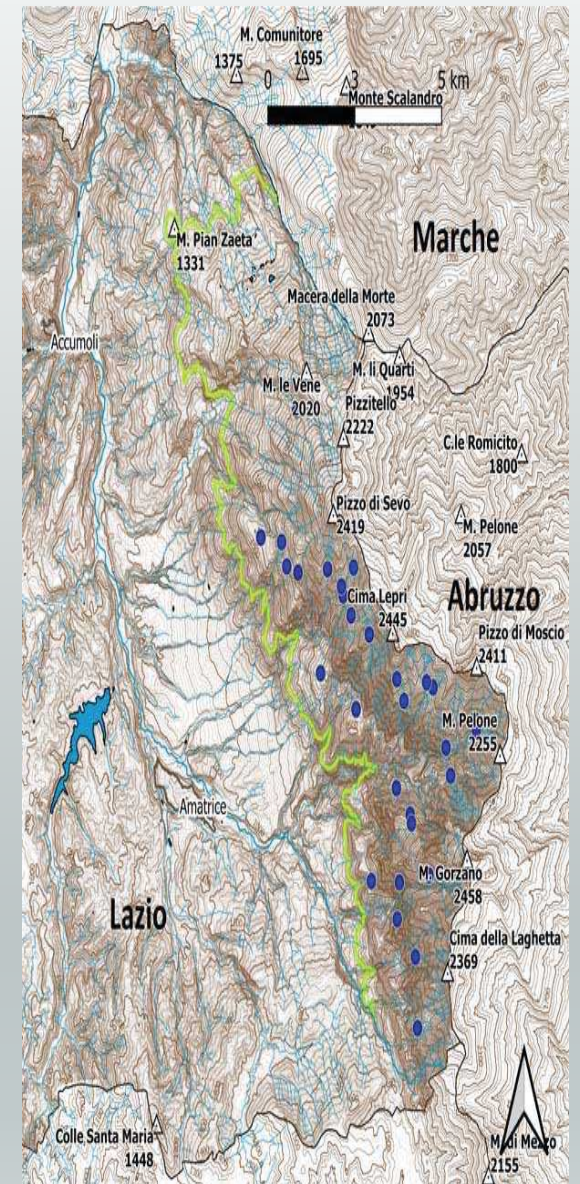 M. Comunitore
1375
1695
0
3
5 km
Monte Scalandro
Marche
M. Pian Zaeta
1331
Macera della Morte
2073
Accumoli
M. li Quarti
1954
M. le Vene
2020
Pizzitello
2222
C.le Romicito
1800
Pizzo di Sevo
2419
M. Pelone
2057
Cima Lepri
2445
Abruzzo
Pizzo di Moscio
2411
M. Pelone
2255
Amatrice
M. Gorzano
2458
Lazio
Cima della Laghetta
2369
Colle Santa Maria
1448
M. di Mezzo
2155